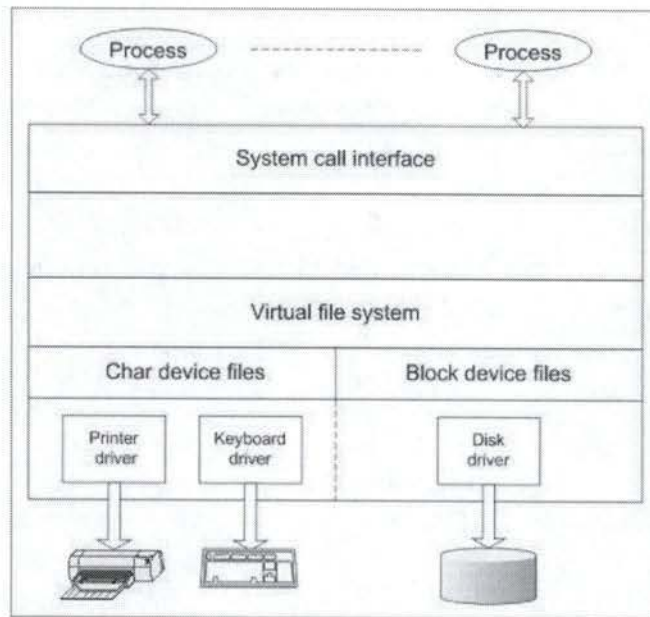 Process
Process
System call interface
Virtual file system
Char device files
Block device files
Printer
driver
Keyboard
driver
Disk
driver